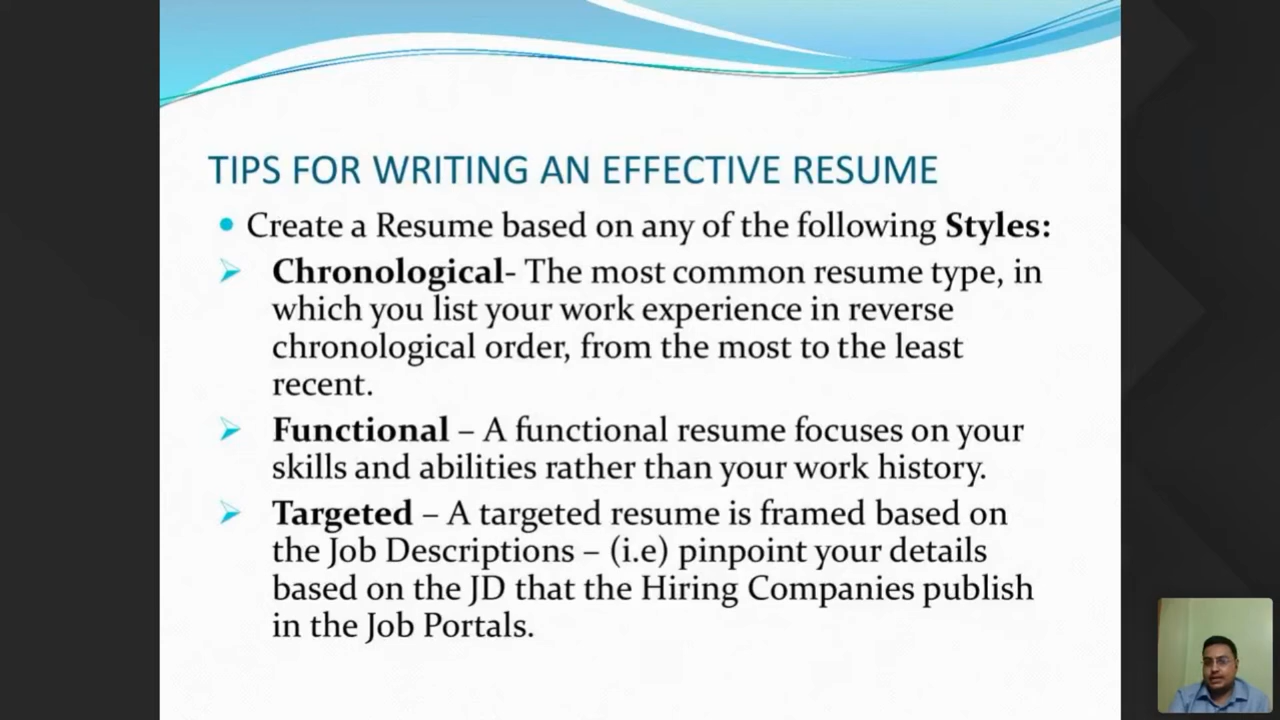 TIPS FOR WRITING AN EFFECTIVE RESUME
• Create a Resume based on any of the following Styles:
➢ Chronological- The most common resume type, in
which you list your work experience in reverse
chronological order, from the most to the least
recent.
➢ Functional – A functional resume focuses on your
skills and abilities rather than your work history.
➢ Targeted – A targeted resume is framed based on
the Job Descriptions – (i.e) pinpoint your details
based on the JD that the Hiring Companies publish
in the Job Portals.